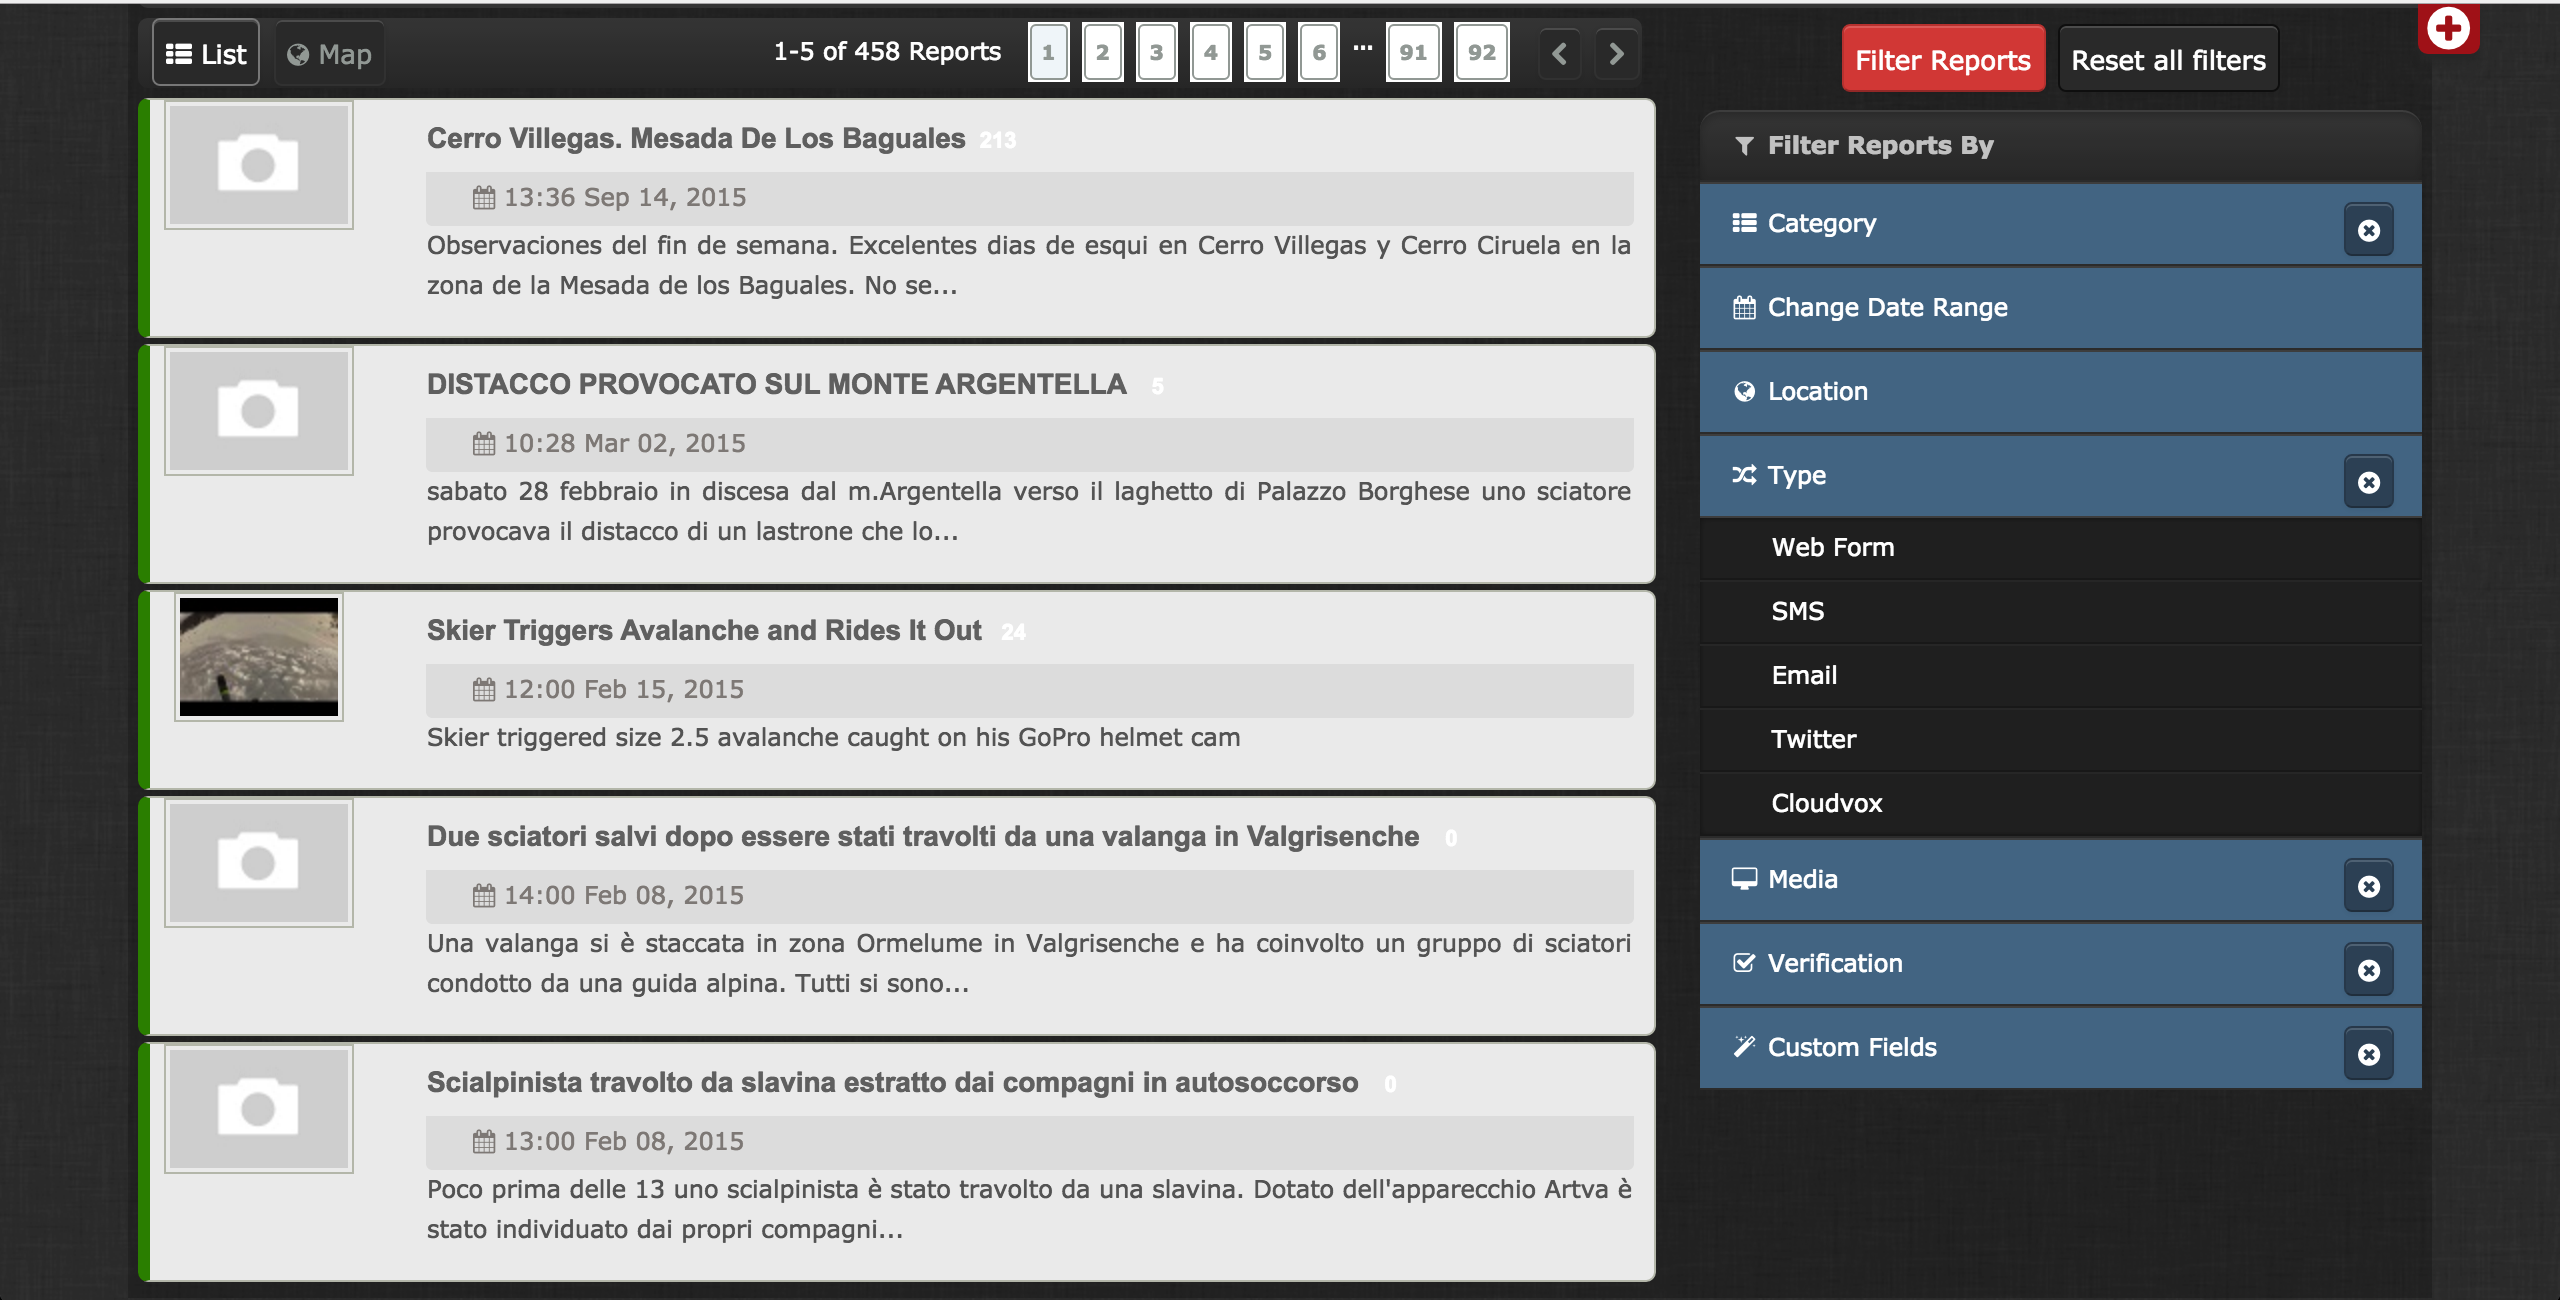 List
Map
1-5 of 458 Reports
1 2 3 4 5 6 ... 91 92
Filter Reports
Reset all filters
Cerro Villegas. Mesada De Los Baguales 213
13:36 Sep 14, 2015
Observaciones del fin de semana. Excelentes dias de esqui en Cerro Villegas y Cerro Ciruela en la
zona de la Mesada de los Baguales. No se...
DISTACCO PROVOCATO SUL MONTE ARGENTELLA 5
10:28 Mar 02, 2015
sabato 28 febbraio in discesa dal m.Argentella verso il laghetto di Palazzo Borghese uno sciatore
provocava il distacco di un lastrone che lo...
Skier Triggers Avalanche and Rides It Out 24
12:00 Feb 15, 2015
Skier triggered size 2.5 avalanche caught on his GoPro helmet cam
Due sciatori salvi dopo essere stati travolti da una valanga in Valgrisenche 0
14:00 Feb 08, 2015
Una valanga si è staccata in zona Ormelume in Valgrisenche e ha coinvolto un gruppo di sciatori
condotto da una guida alpina. Tutti si sono...
Scialpinista travolto da slavina estratto dai compagni in autosoccorso 0
13:00 Feb 08, 2015
Poco prima delle 13 uno scialpinista è stato travolto da una slavina. Dotato dell'apparecchio Artva è
stato individuato dai propri compagni...
Filter Reports By
Category
Change Date Range
Location
Type
Web Form
SMS
Email
Twitter
Cloudvox
Media
Verification
Custom Fields